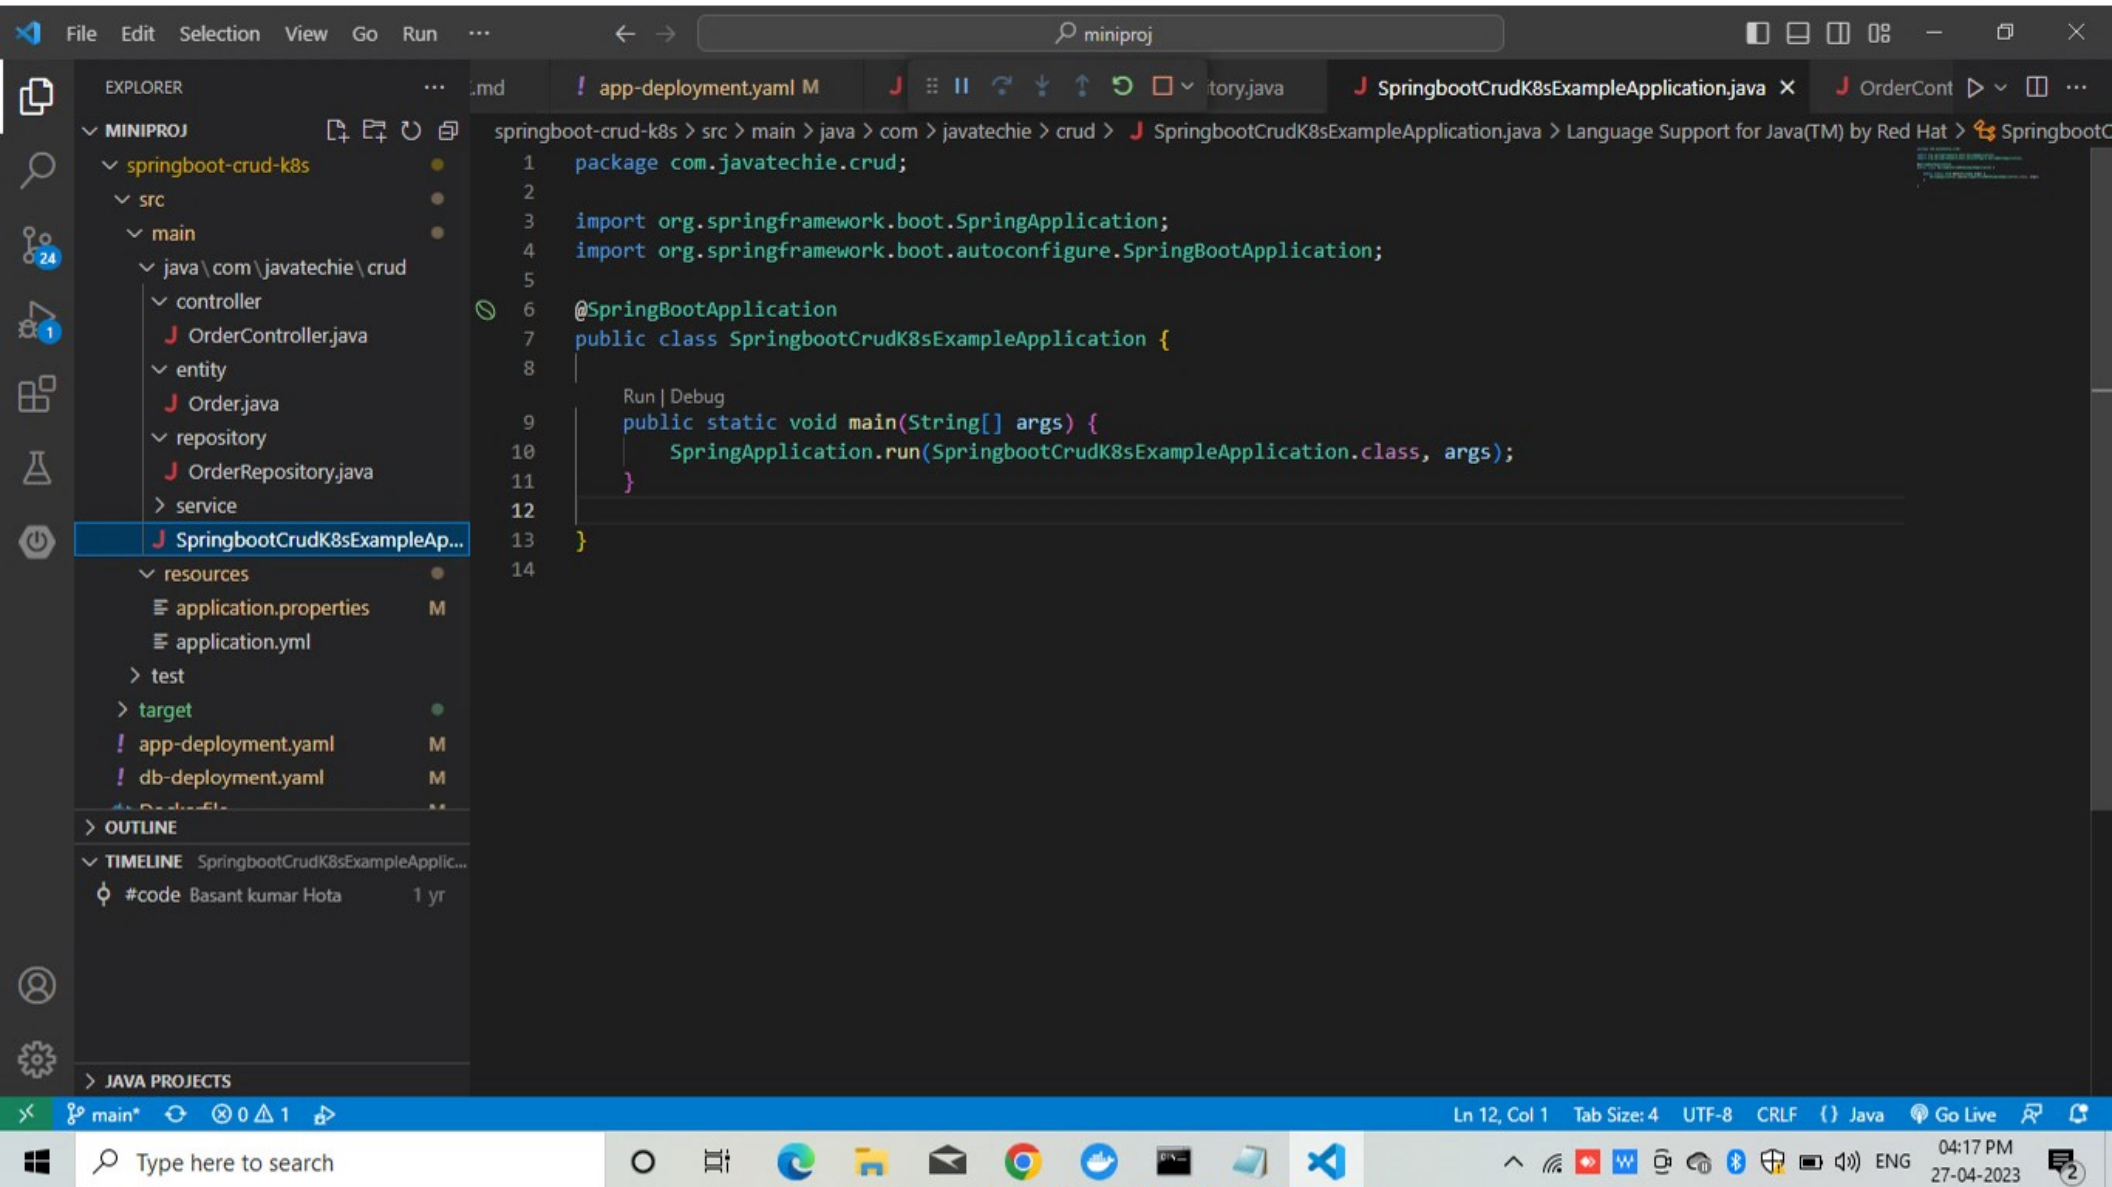 File Edit Selection View Go Run ···
miniproj
EXPLORER
.md
! app-deployment.yaml M
J
itory.java
J SpringbootCrudK8sExampleApplication.java
J OrderCont
springboot-crud-k8s > src > main > java > com > javatechie > crud > J SpringbootCrudK8sExampleApplication.java > Language Support for Java(TM) by Red Hat > SpringbootC
MINIPROJ
springboot-crud-k8s
src
main
java\com\javatechie\crud
controller
J OrderController.java
entity
J Order.java
repository
J OrderRepository.java
service
J SpringbootCrudK8sExampleAp...
resources
application.properties M
application.yml
test
target
! app-deployment.yaml M
! db-deployment.yaml M
OUTLINE
TIMELINE SpringbootCrudK8sExampleApplic...
#code Basant kumar Hota 1 yr
JAVA PROJECTS
24
1
1 package com.javatechie.crud;
2
3 import org.springframework.boot.SpringApplication;
4 import org.springframework.boot.autoconfigure.SpringBootApplication;
5
6 @SpringBootApplication
7 public class SpringbootCrudK8sExampleApplication {
8
Run | Debug
9 public static void main(String[] args) {
10 SpringApplication.run(SpringbootCrudK8sExampleApplication.class, args);
11 }
12
13 }
14
main* 0 1
Ln 12, Col 1 Tab Size: 4 UTF-8 CRLF {} Java Go Live
Type here to search
ENG
04:17 PM
27-04-2023
2